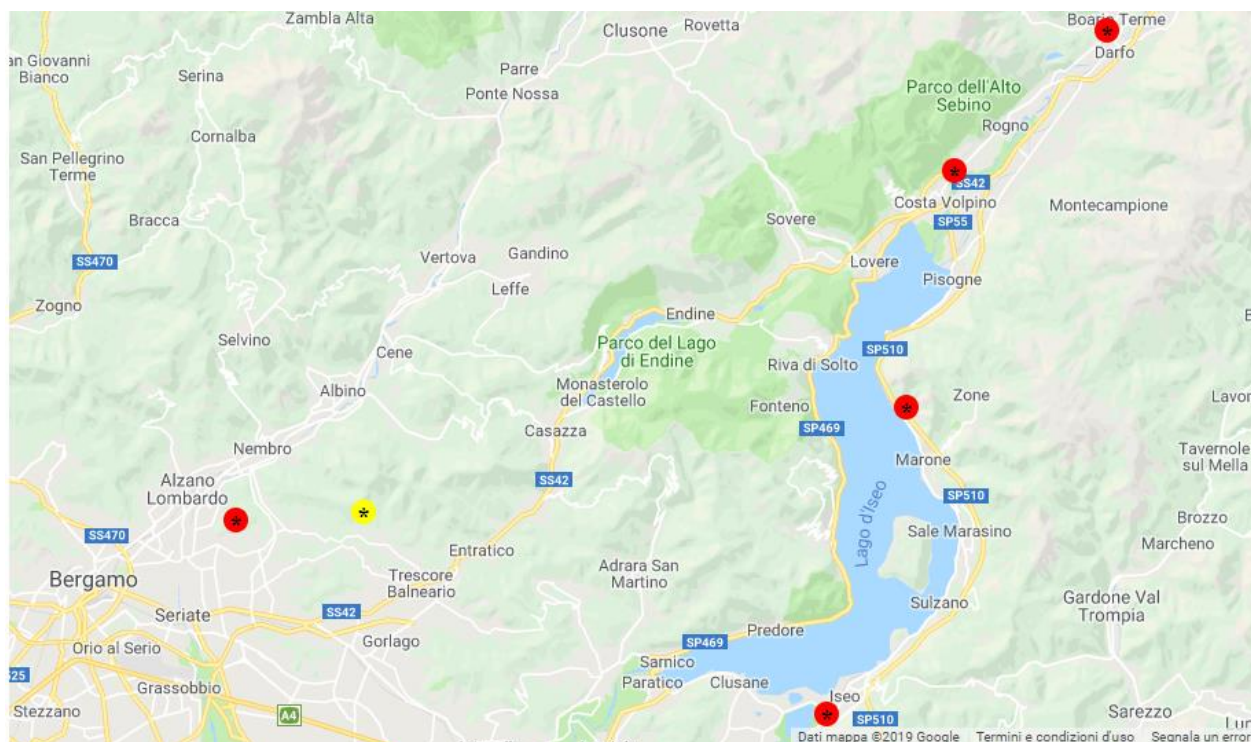 Zambla Alta
Clusone
Rovetta
Boario Terme
Darfo
an Giovanni
Bianco
Serina
Parre
Ponte Nossa
Parco dell'Alto
Sebino
Rogno
Cornalba
San Pellegrino
Terme
SS42
Costa Volpino
Montecampione
Bracca
Sovere
SP55
Vertova
Gandino
SS470
Lovere
Leffe
Pisogne
Zogno
Endine
Selvino
Parco del Lago
di Endine
SP510
Cene
Riva di Solto
Albino
Monasterolo
del Castello
Fonteno
Zone
Lavor
Casazza
SP469
Nembro
Marone
Tavernole
sul Mella
Alzano
Lombardo
SS42
SP510
Lago d'Iseo
Sale Marasino
Brozzo
SS470
Marcheno
Entratico
Adrara San
Martino
Bergamo
Trescore
Balneario
Sulzano
Gardone Val
Trompia
Seriate
SS42
Predore
Gorlago
SP469
Orio al Serio
Sarnico
Paratico
Clusane
S25
Grassobbio
Iseo
Stezzano
A4
SP510
Sarezzo
Dati mappa ©2019 Google
Termini e condizioni d'uso
Segnala un error